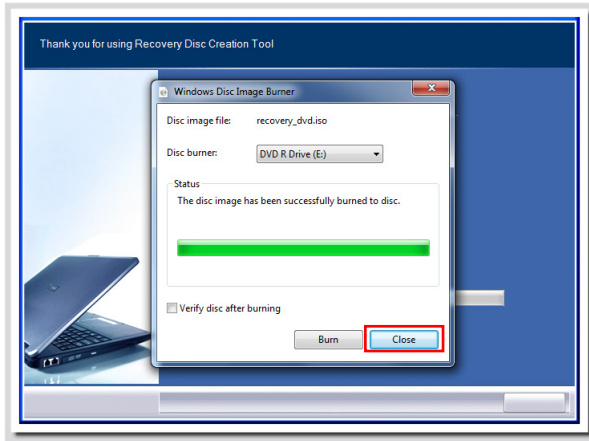 Thank you for using Recovery Disc Creation Tool
Windows Disc Image Burner
Disc image file: recovery_dvd.iso
Disc burner: DVD R Drive (E:)
Status
The disc image has been successfully burned to disc.
Verify disc after burning
Burn Close